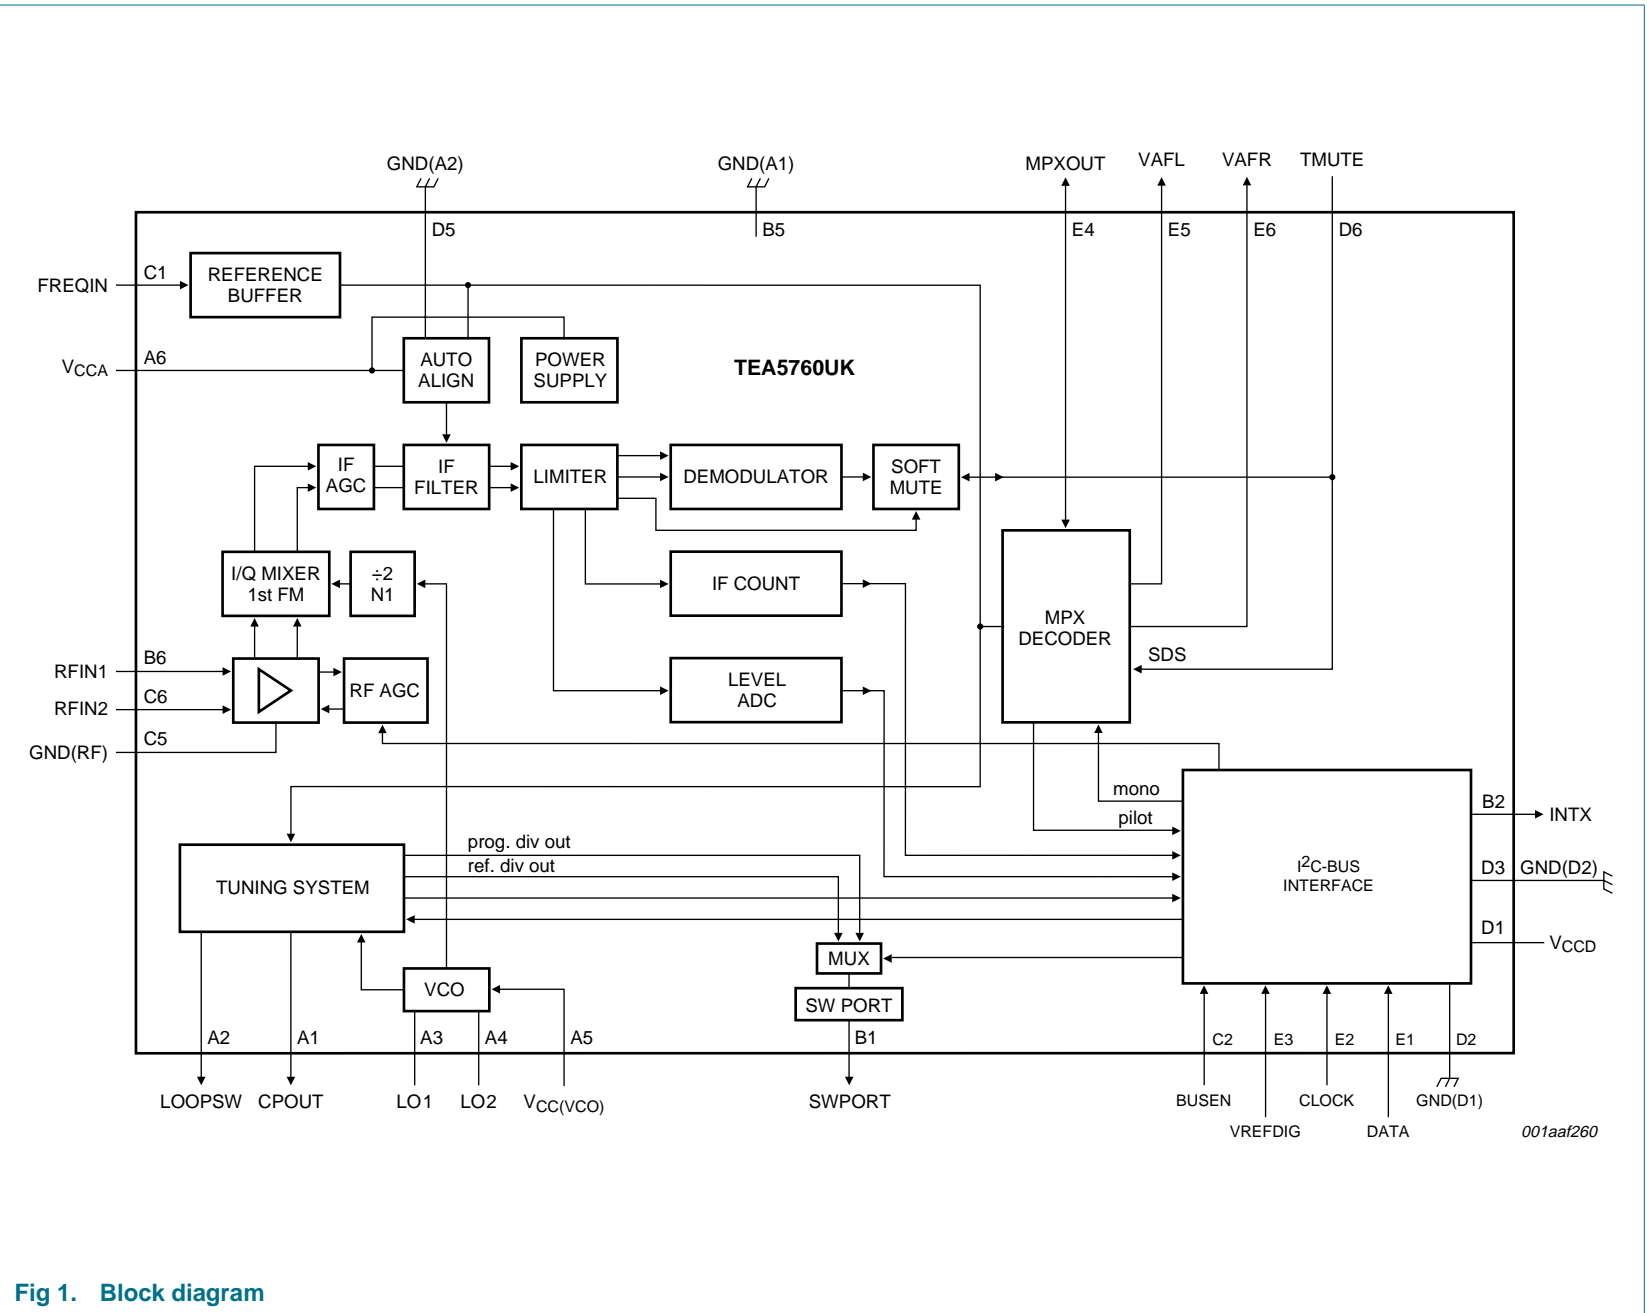 GND(A2)
GND(A1)
MPXOUT
VAFL
VAFR
TMUTE
D5
B5
E4
E5
E6
D6
FREQIN
C1
REFERENCE
BUFFER
VCCA
A6
AUTO
ALIGN
POWER
SUPPLY
TEA5760UK
IF
AGC
IF
FILTER
LIMITER
DEMODULATOR
SOFT
MUTE
I/Q MIXER
1st FM
÷2
N1
IF COUNT
MPX
DECODER
SDS
RFIN1
B6
RFIN2
C6
GND(RF)
C5
RF AGC
LEVEL
ADC
mono
pilot
prog. div out
ref. div out
TUNING SYSTEM
I2C-BUS
INTERFACE
B2
INTX
D3
GND(D2)
D1
VCCD
MUX
VCO
SW PORT
A2
A1
A3
A4
A5
B1
C2
E3
E2
E1
D2
LOOPSW
CPOUT
LO1
LO2
VCC(VCO)
SWPORT
BUSEN
CLOCK
GND(D1)
VREFDIG
DATA
001aaf260
Fig 1. Block diagram